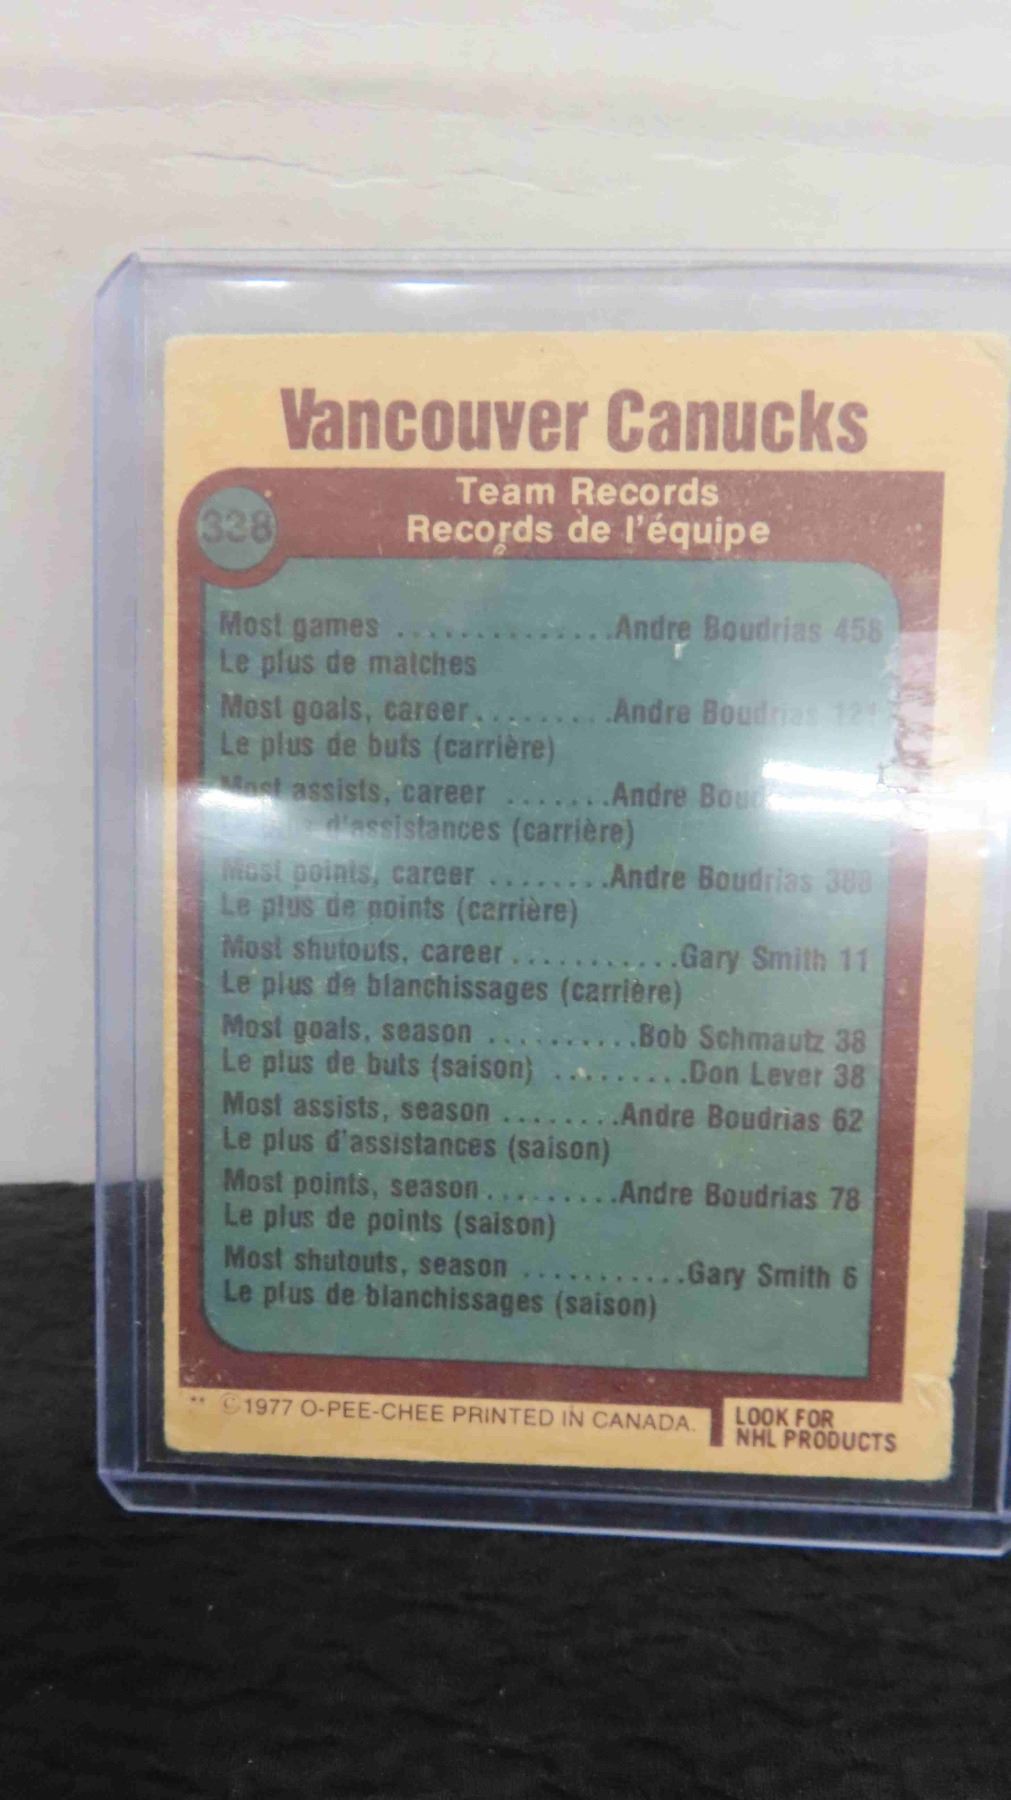 Vancouver Canucks
Team Records
Records de l'équipe
338
Most games ...............Andre Boudrias 458
Le plus de matches
Most goals, career.........Andre Boudrias 121
Le plus de buts (carrière)
Most assists, career .......Andre
d'assistances (carrière)
Most points, career ........Andre Boudrias 388
Le plus de points (carrière)
Most shutouts, career...........Gary Smith 11
Le plus de blanchissages (carrière)
Most goals, season ..........Bob Schmautz 38
Le plus de buts (saison) .........Don Lever 38
Most assists, season ........Andre Boudrias 62
Le plus d'assistances (saison)
Most points, season.........Andre Boudrias 78
Le plus de points (saison)
Most shutouts, season ...........Gary Smith 6
Le plus de blanchissages (saison)
** ©1977 O-PEE-CHEE PRINTED IN CANADA.
LOOK FOR
NHL PRODUCTS